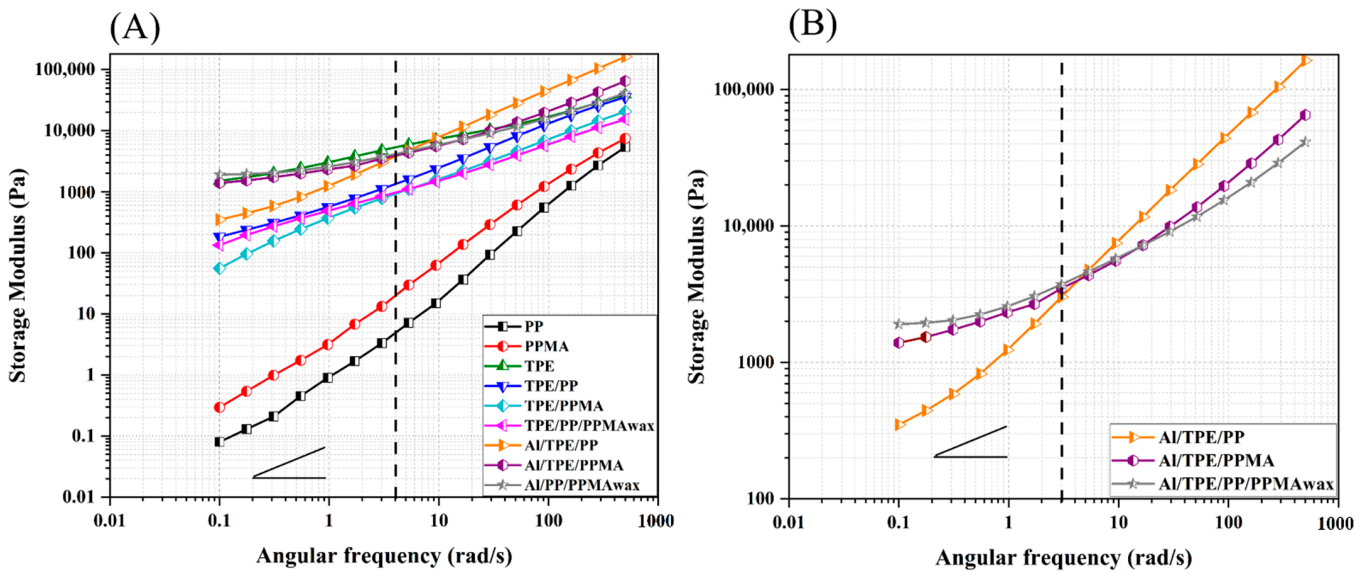 (A)
Storage Modulus (Pa)
100,000
10,000
1000
100
10
1
0.1
0.01
0.01
0.1
1
10
100
1000
Angular frequency (rad/s)
PP
PPMA
TPE
TPE/PP
TPE/PPMA
TPE/PP/PPMAwax
Al/TPE/PP
Al/TPE/PPMA
Al/PP/PPMAwax
(B)
Storage Modulus (Pa)
100,000
10,000
1000
100
0.01
0.1
1
10
100
1000
Angular frequency (rad/s)
Al/TPE/PP
Al/TPE/PPMA
Al/TPE/PP/PPMAwax